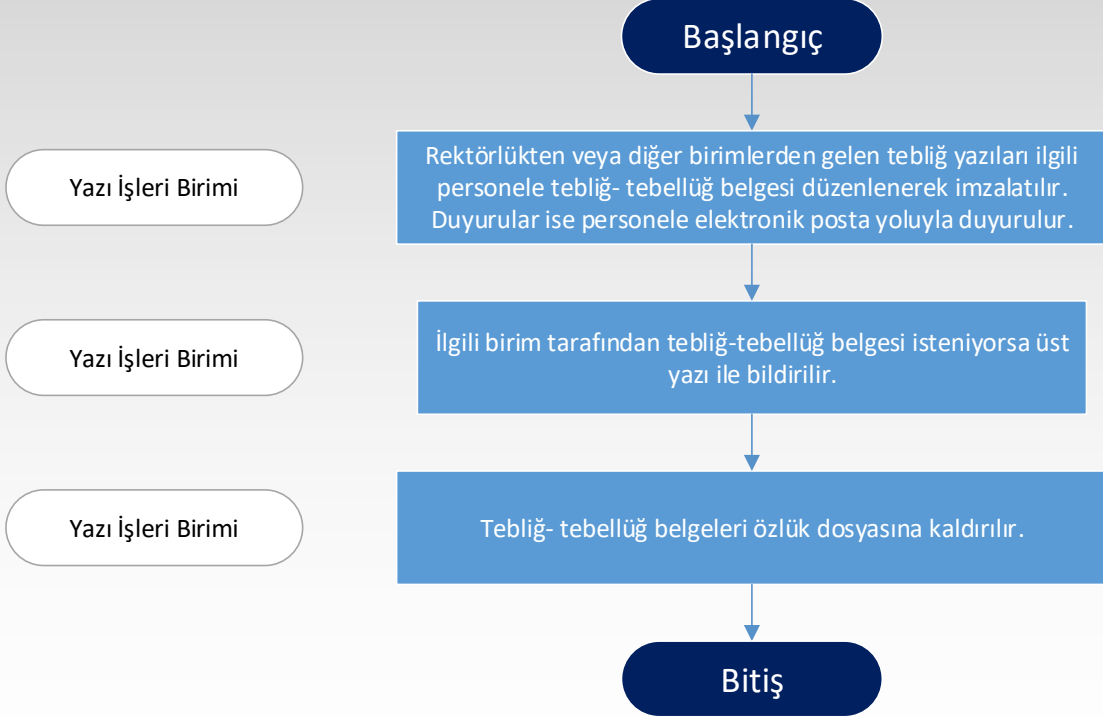 Başlangıç
Yazı İşleri Birimi
Rektörlükten veya diğer birimlerden gelen tebliğ yazıları ilgili
personele tebliğ- tebellüğ belgesi düzenlenerek imzalatılır.
Duyurular ise personele elektronik posta yoluyla duyurulur.
Yazı İşleri Birimi
İlgili birim tarafından tebliğ-tebellüğ belgesi isteniyorsa üst
yazı ile bildirilir.
Yazı İşleri Birimi
Tebliğ- tebellüğ belgeleri özlük dosyasına kaldırılır.
Bitiş